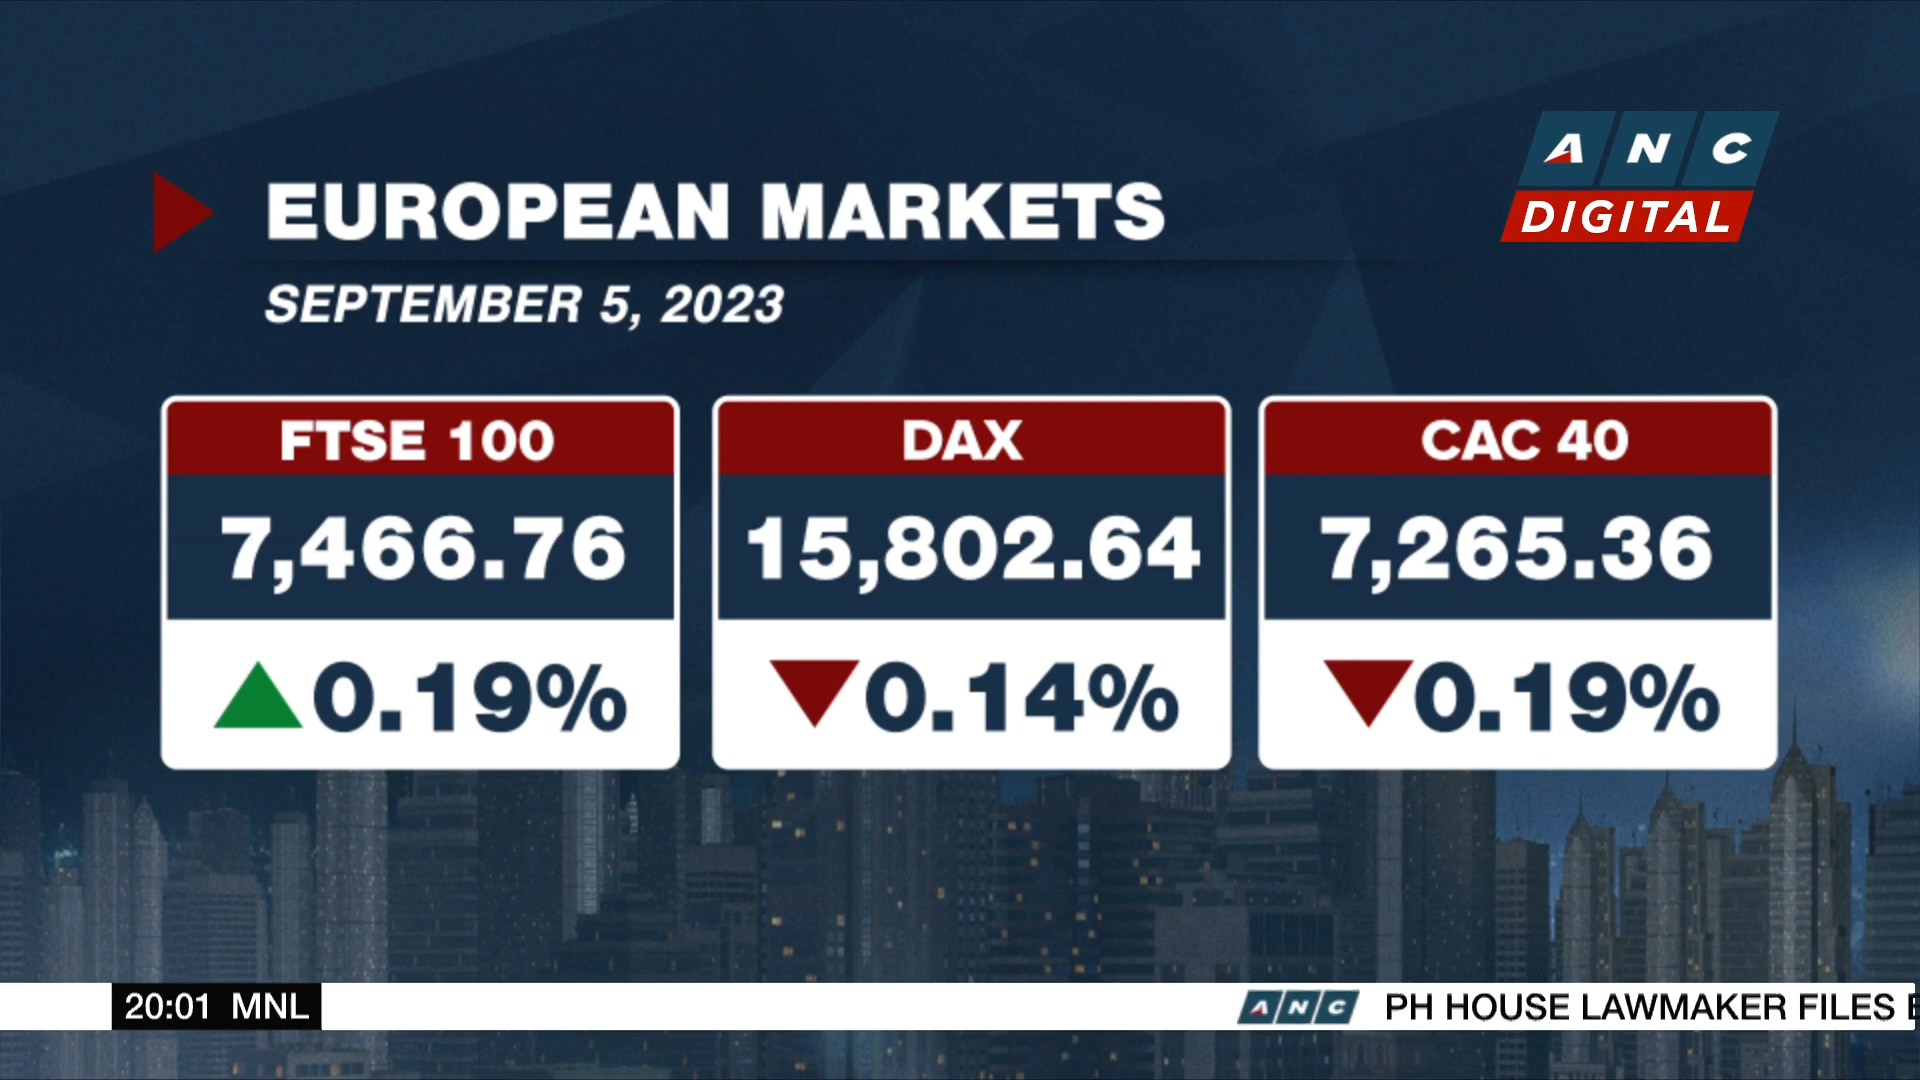 ANC
DIGITAL
EUROPEAN MARKETS
SEPTEMBER 5, 2023
FTSE 100
7,466.76
0.19%
DAX
15,802.64
0.14%
CAC 40
7,265.36
0.19%
20:01 MNL
ANC
PH HOUSE LAWMAKER FILES